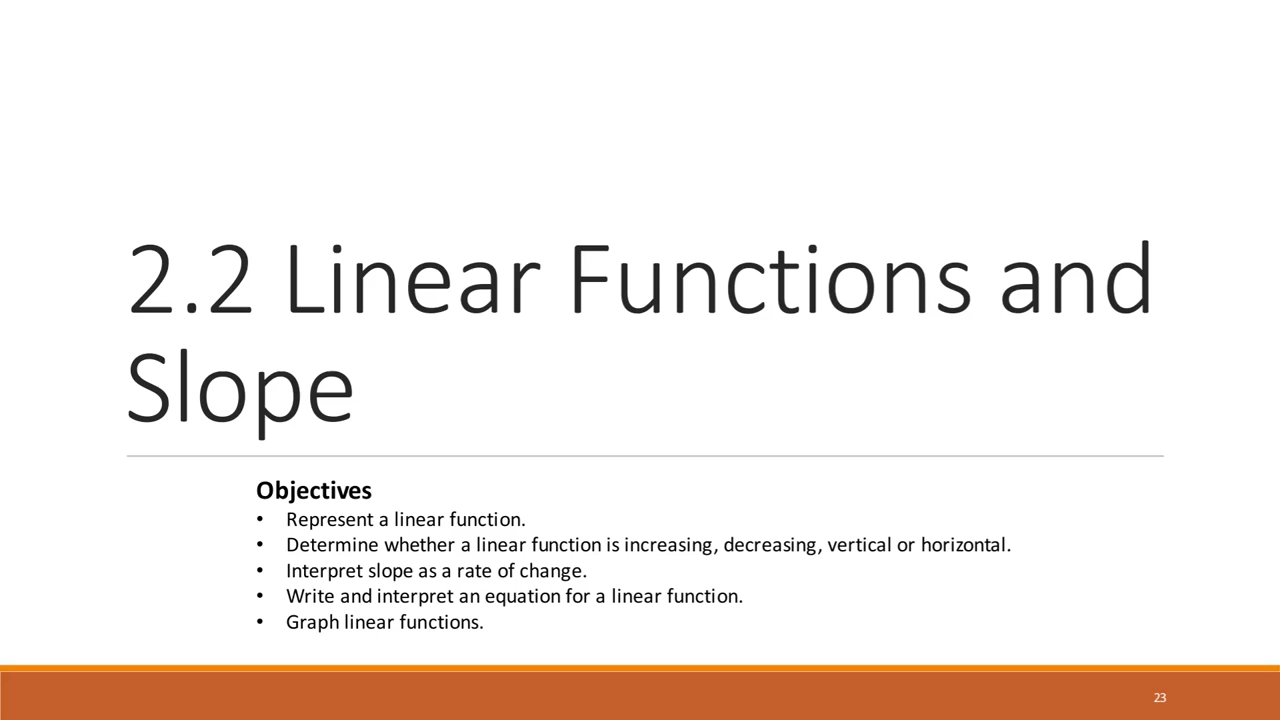 2.2 Linear Functions and
Slope
Objectives
• Represent a linear function.
• Determine whether a linear function is increasing, decreasing, vertical or horizontal.
• Interpret slope as a rate of change.
• Write and interpret an equation for a linear function.
• Graph linear functions.
23